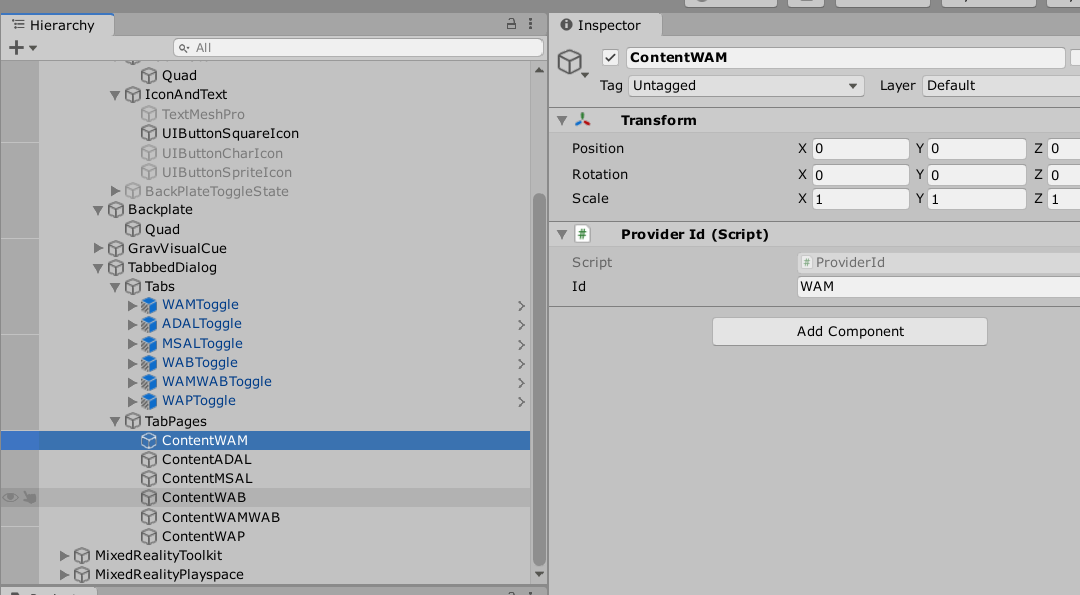 Hierarchy
All
Quad
IconAndText
TextMeshPro
UIButtonSquareIcon
UIButtonCharIcon
UIButtonSpriteIcon
BackPlateToggleState
Backplate
Quad
GravVisualCue
TabbedDialog
Tabs
WAMToggle
ADALToggle
MSALToggle
WABToggle
WAMWABToggle
WAPToggle
TabPages
ContentWAM
ContentADAL
ContentMSAL
ContentWAB
ContentWAMWAB
ContentWAP
MixedRealityToolkit
MixedRealityPlayspace
Inspector
ContentWAM
Tag Untagged Layer Default
Transform
Position X 0 Y 0 Z 0
Rotation X 0 Y 0 Z 0
Scale X 1 Y 1 Z 1
# Provider Id (Script)
Script # ProviderId
Id WAM
Add Component